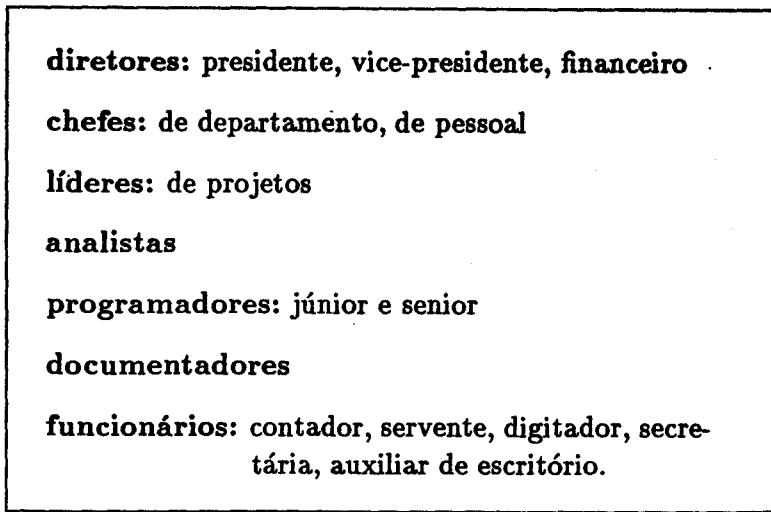 diretores: presidente, vice-presidente, financeiro
chefes: de departamento, de pessoal
líderes: de projetos
analistas
programadores: júnior e senior
documentadores
funcionários: contador, servente, digitador, secre-
tária, auxiliar de escritório.